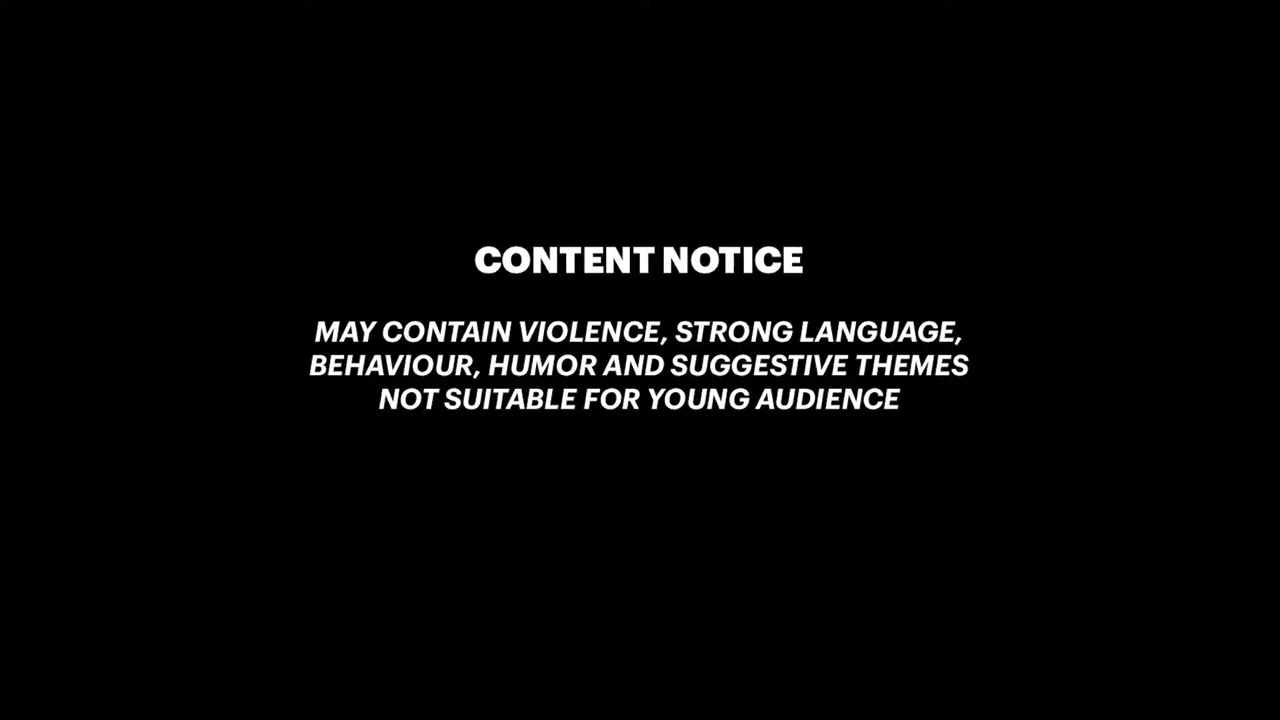 CONTENT NOTICE
MAY CONTAIN VIOLENCE, STRONG LANGUAGE,
BEHAVIOUR, HUMOR AND SUGGESTIVE THEMES
NOT SUITABLE FOR YOUNG AUDIENCE